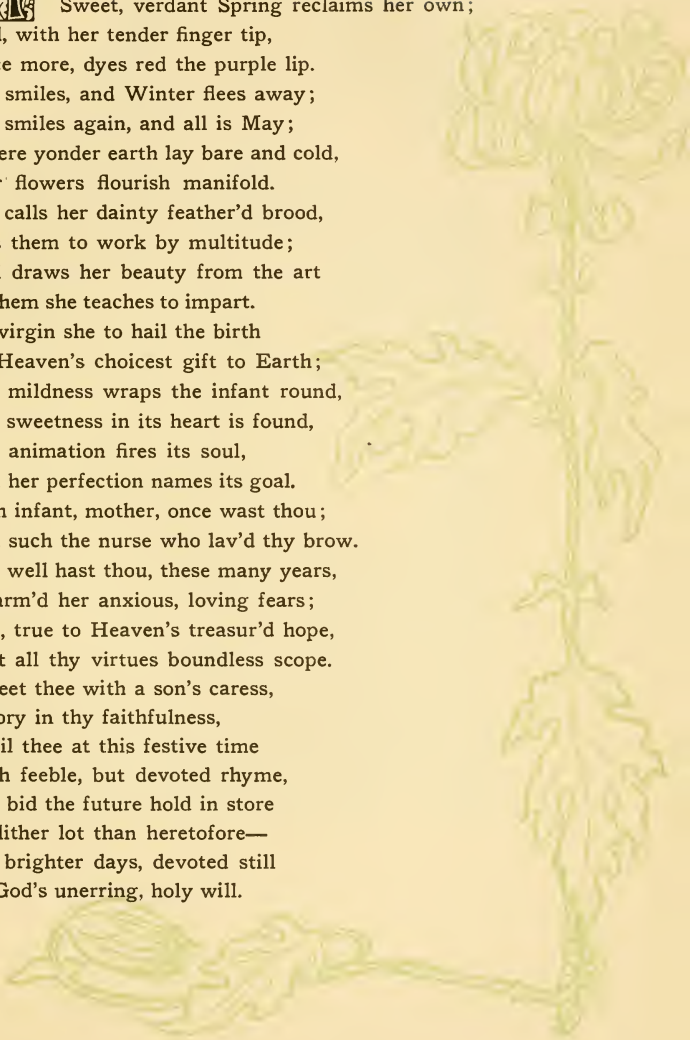 Sweet, verdant Spring reclaims her own;
, with her tender finger tip,
more, dyes red the purple lip.
smiles, and Winter flees away;
smiles again, and all is May;
yonder earth lay bare and cold,
flowers flourish manifold.
calls her dainty feather'd brood,
them to work by multitude;
draws her beauty from the art
she teaches to impart.
virgin she to hail the birth
Heaven's choicest gift to Earth;
mildness wraps the infant round,
sweetness in its heart is found,
animation fires its soul,
her perfection names its goal.
infant, mother, once wast thou;
such the nurse who lav'd thy brow.
well hast thou, these many years,
her anxious, loving fears;
, true to Heaven's treasur'd hope,
all thy virtues boundless scope.
thee with a son's caress,
in thy faithfulness,
thee at this festive time
feeble, but devoted rhyme,
bid the future hold in store
lot than heretofore—
brighter days, devoted still
God's unerring, holy will.